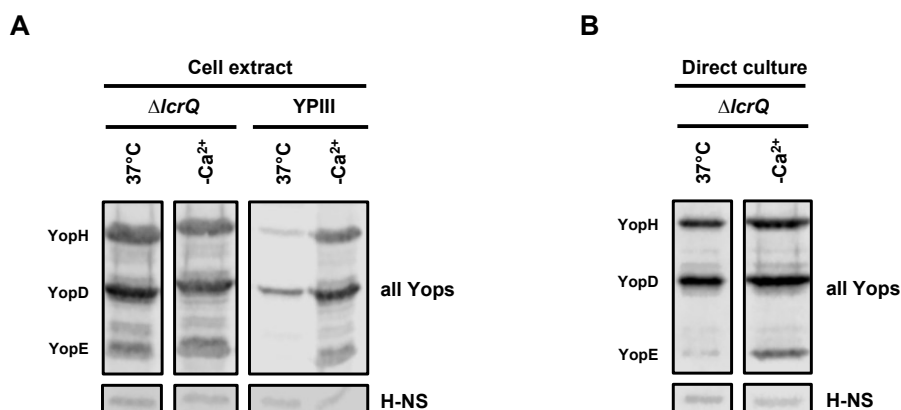 A
Cell extract
ΔlcrQ YPIII
37°C -Ca²⁺ 37°C -Ca²⁺
YopH
YopD
YopE
all Yops
H-NS
B
Direct culture
ΔlcrQ
37°C -Ca²⁺
YopH
YopD
YopE
all Yops
H-NS